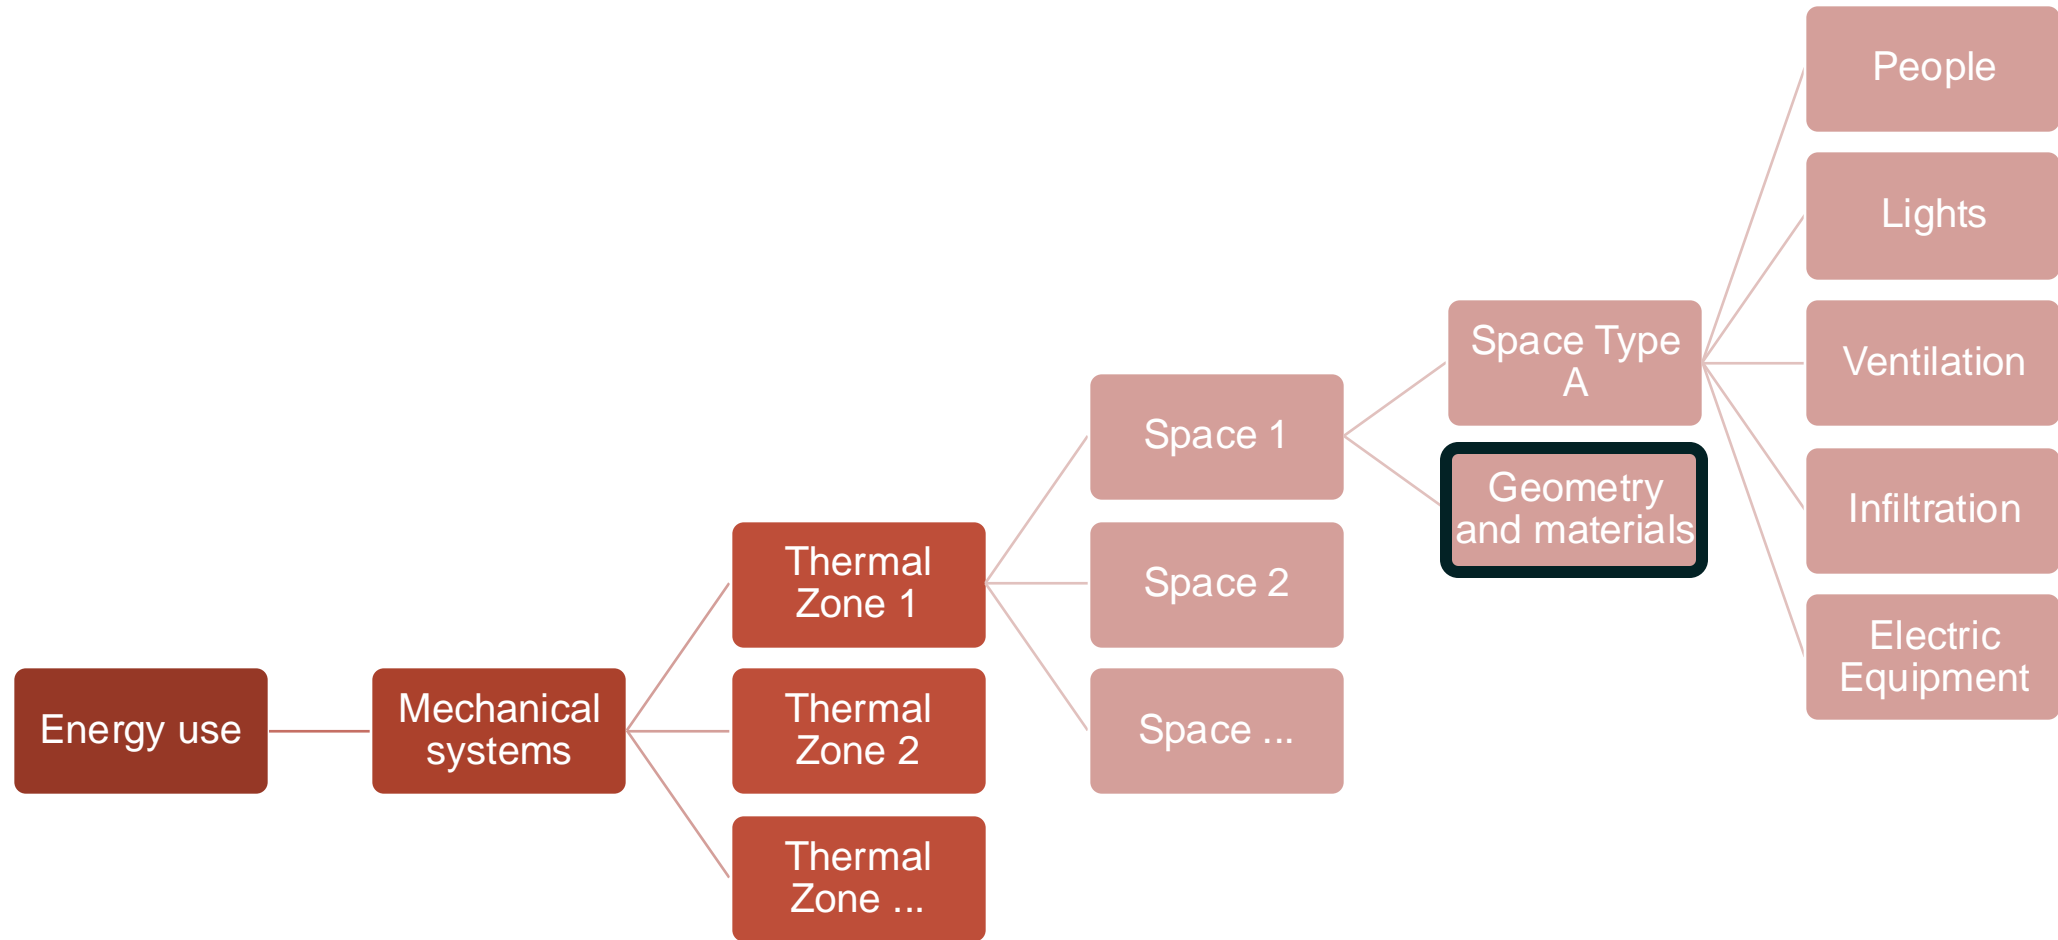 Energy use
Mechanical
systems
Thermal
Zone 1
Thermal
Zone 2
Thermal
Zone ...
Space 1
Space 2
Space ...
Space Type
A
Geometry
and materials
People
Lights
Ventilation
Infiltration
Electric
Equipment